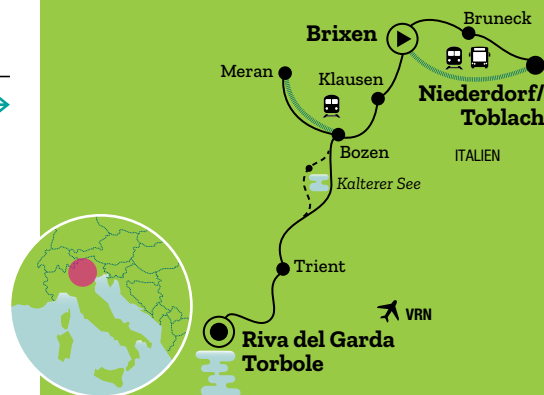 Bruneck
Brixen
Meran
Klausen
Niederdorf/
Toblach
Bozen
ITALIEN
Kalterer See
Trient
VRN
Riva del Garda
Torbole